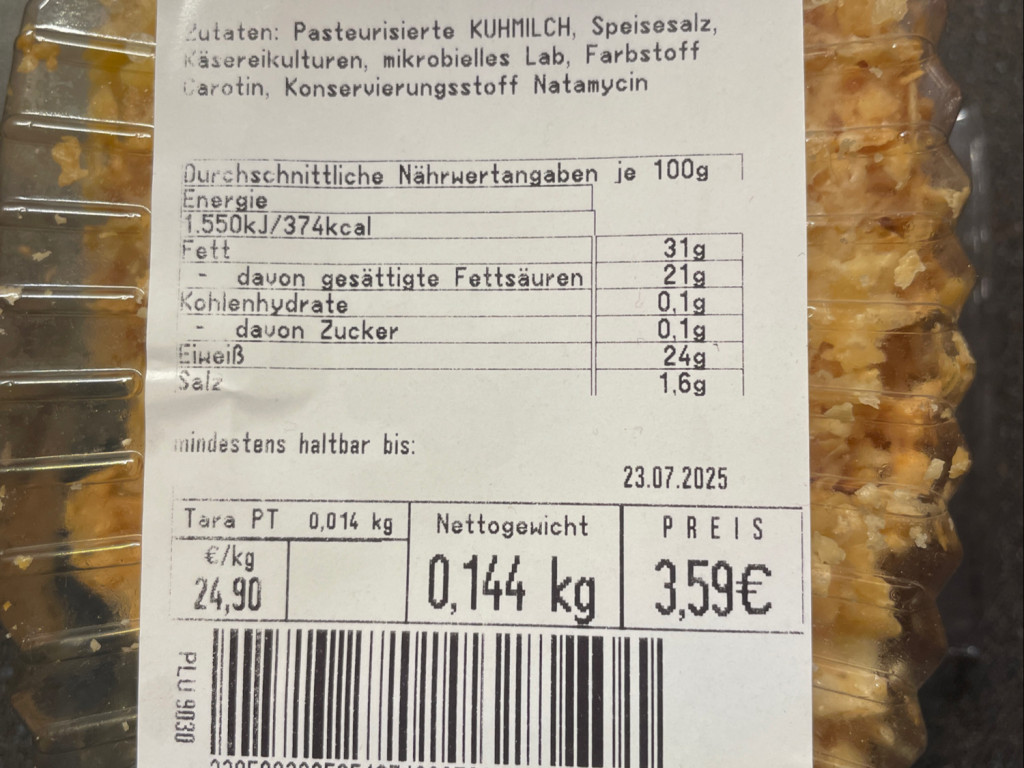 Zutaten: Pasteurisierte KUHMILCH, Speisesalz,
Käsereikulturen, mikrobielles Lab, Farbstoff
Carotin, Konservierungsstoff Natamycin
Durchschnittliche Nährwertangaben je 100g
Energie
1.550kJ/374kcal
Fett 31g
- davon gesättigte Fettsäuren 21g
Kohlenhydrate 0,1g
- davon Zucker 0,1g
Eiweiß 24g
Salz 1,6g
mindestens haltbar bis:
23.07.2025
Tara PT 0,014 kg Nettogewicht PREIS
€/kg
24,90 0,144 kg 3,59€
PLU 9030